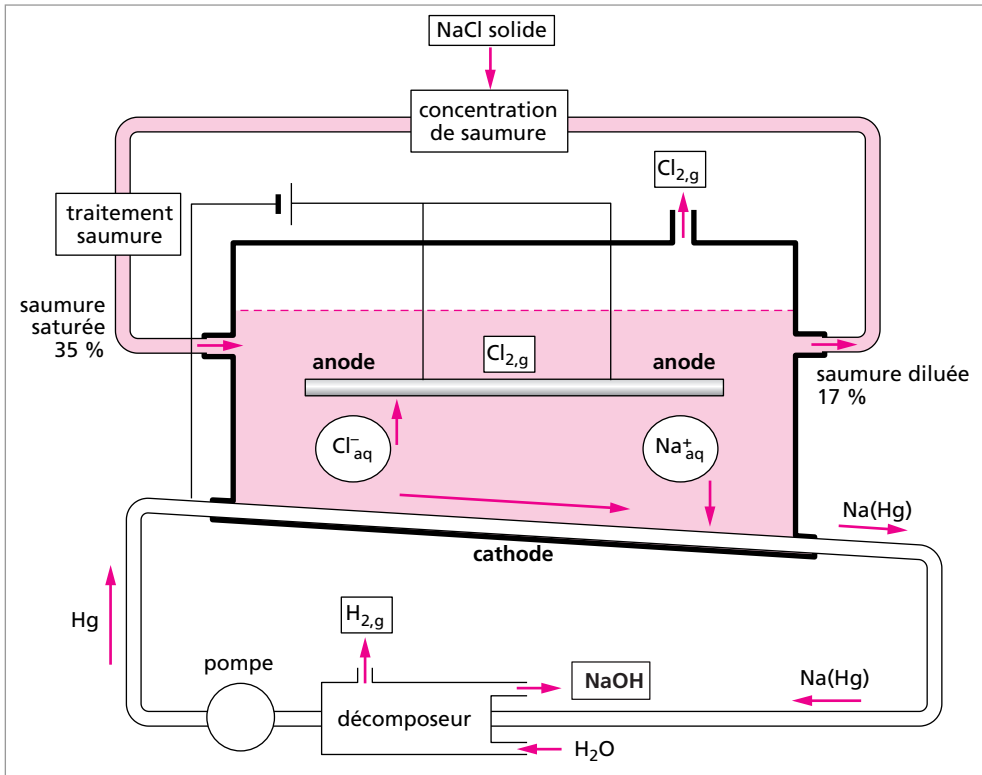 NaCl solide
concentration
de saumure
Cl2,g
traitement
saumure
saumure
saturée
35 %
anode
Cl2,g
anode
saumure diluée
17 %
Cl−aq
Na+aq
Na(Hg)
cathode
Hg
H2,g
pompe
NaOH
Na(Hg)
décomposeur
H2O